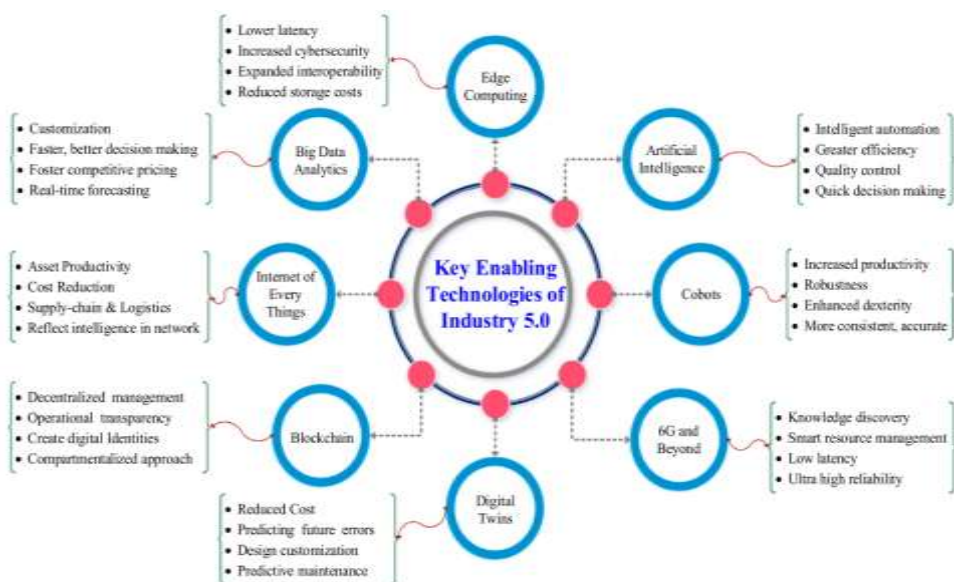 • Lower latency
• Increased cybersecurity
• Expanded interoperability
• Reduced storage costs
Edge
Computing
• Customization
• Faster, better decision making
• Foster competitive pricing
• Real-time forecasting
Big Data
Analytics
Artificial
Intelligence
• Intelligent automation
• Greater efficiency
• Quality control
• Quick decision making
• Asset Productivity
• Cost Reduction
• Supply-chain & Logistics
• Reflect intelligence in network
Internet of
Every
Things
Key Enabling
Technologies of
Industry 5.0
Cobots
• Increased productivity
• Robustness
• Enhanced dexterity
• More consistent, accurate
• Decentralized management
• Operational transparency
• Create digital Identities
• Compartmentalized approach
Blockchain
6G and
Beyond
• Knowledge discovery
• Smart resource management
• Low latency
• Ultra high reliability
• Reduced Cost
• Predicting future errors
• Design customization
• Predictive maintenance
Digital
Twins